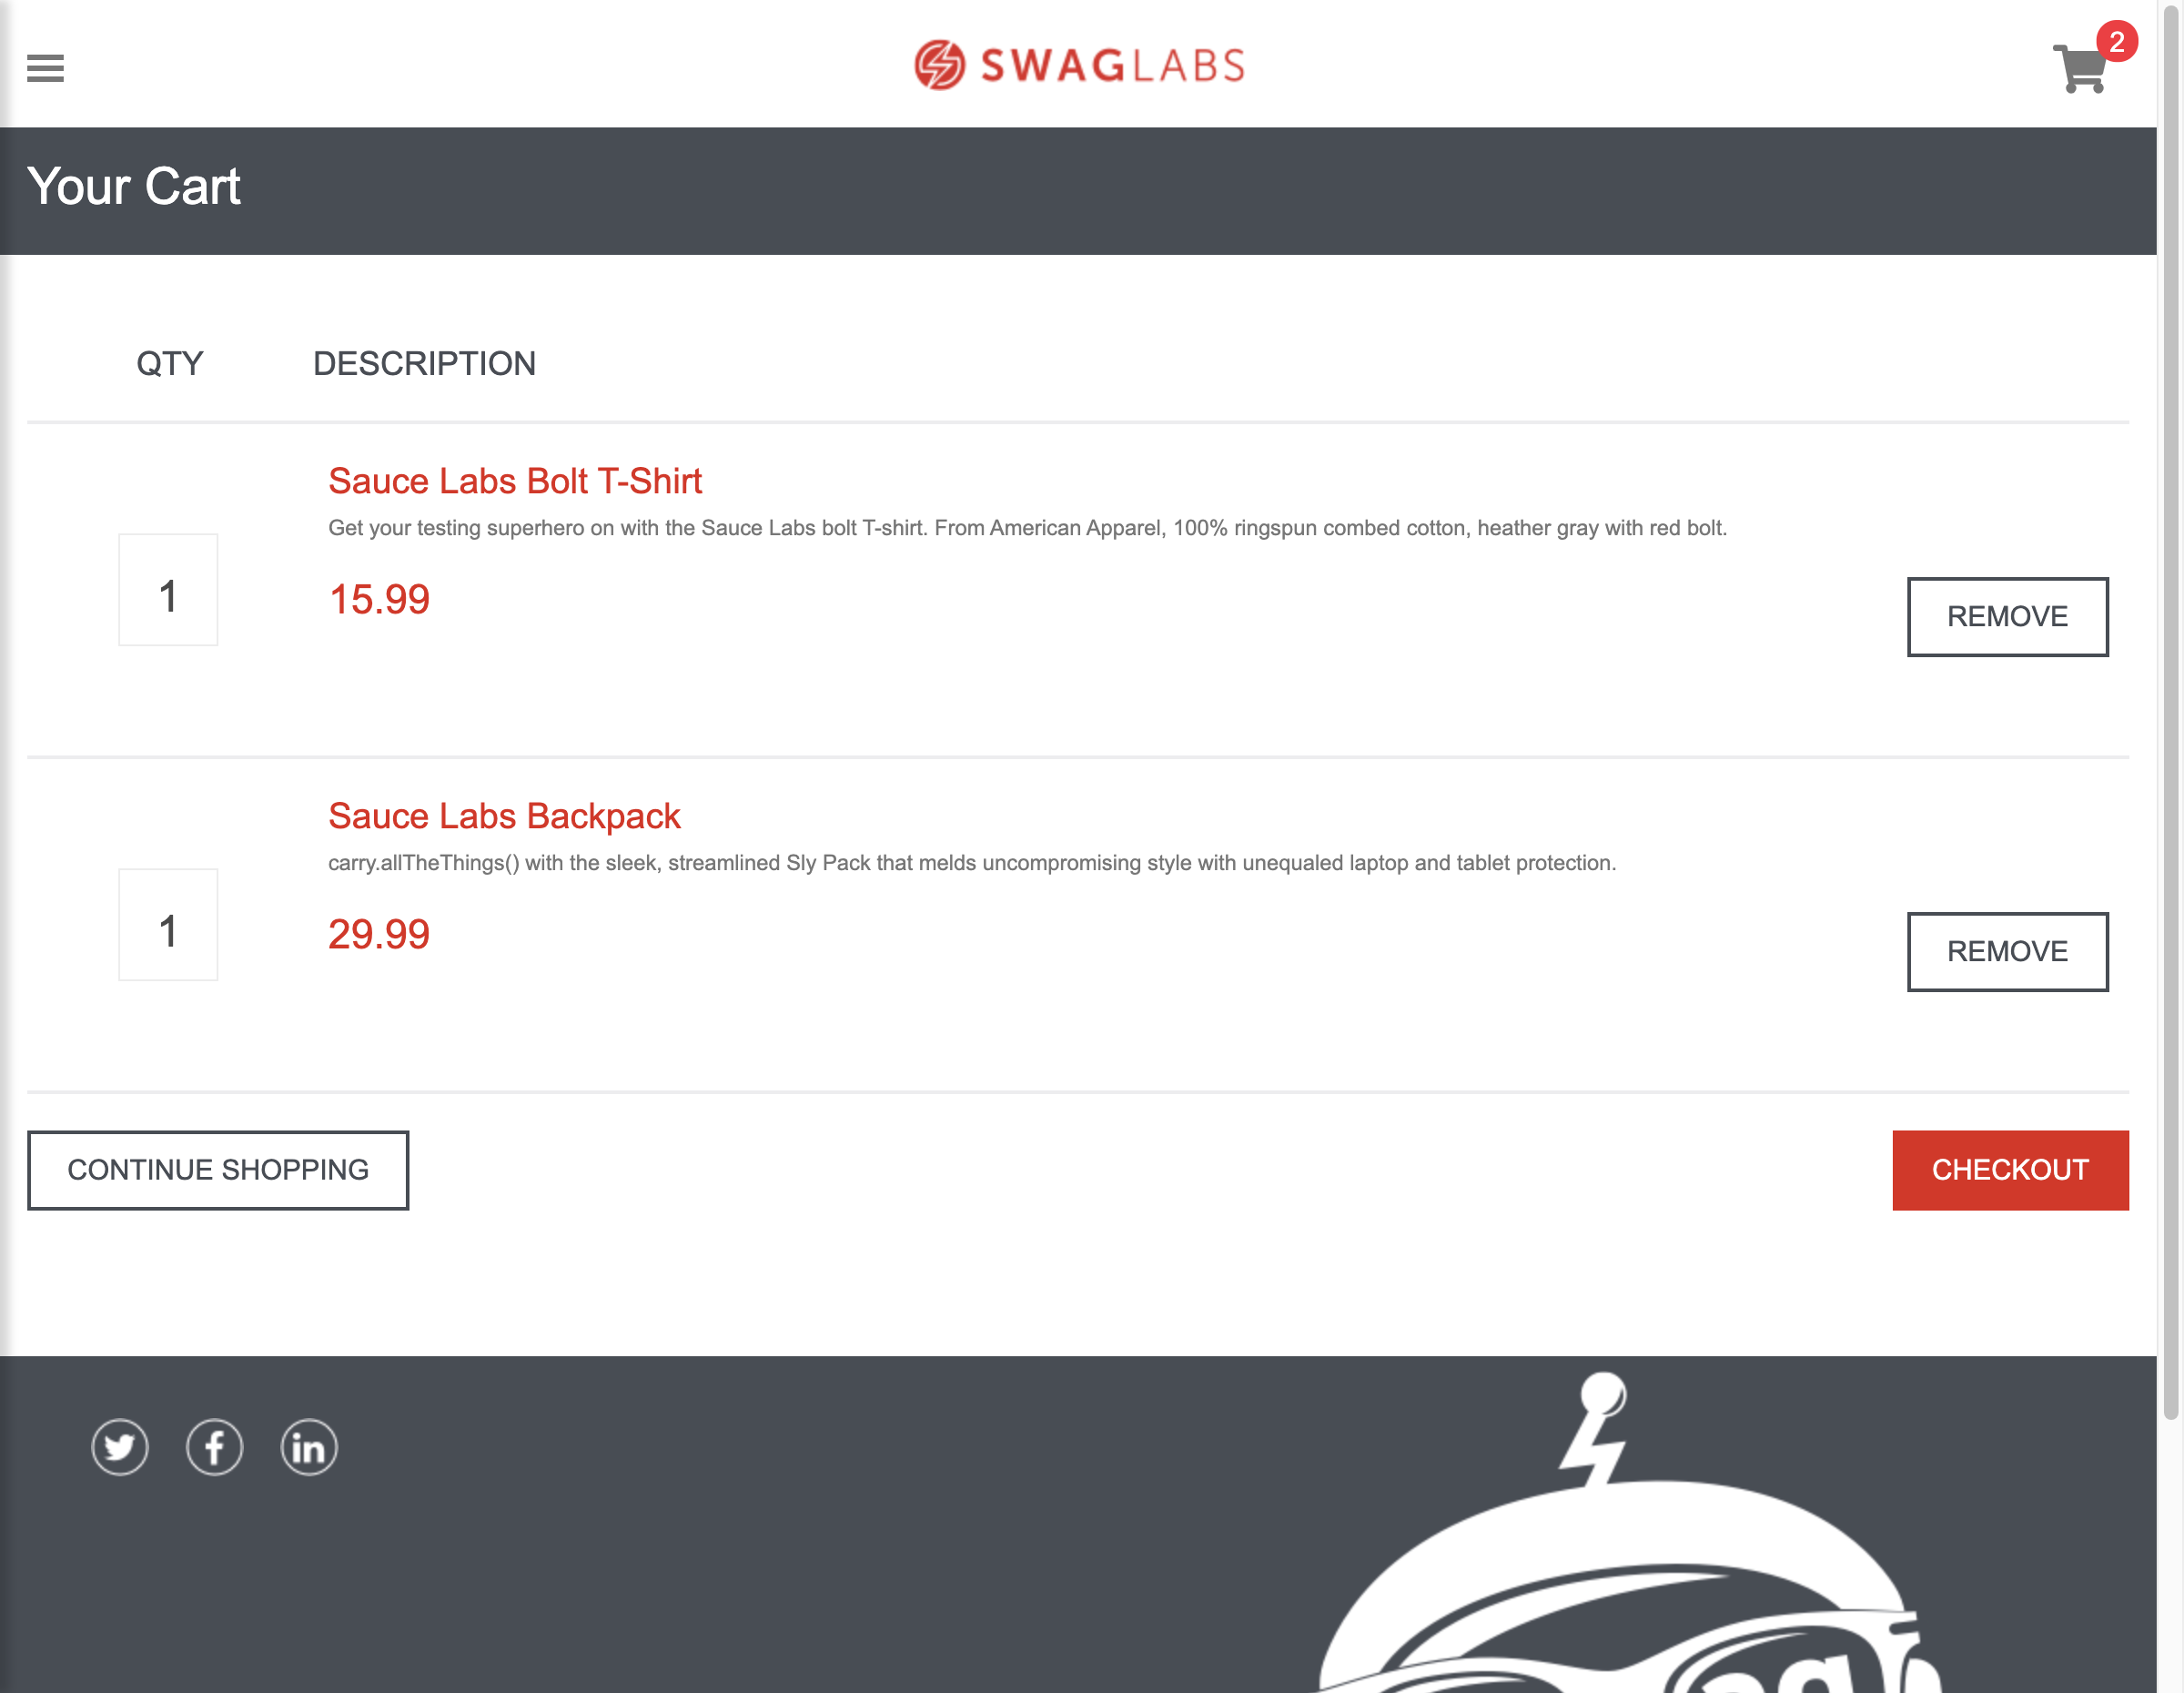 SWAGLABS
2
Your Cart
QTY DESCRIPTION
Sauce Labs Bolt T-Shirt
Get your testing superhero on with the Sauce Labs bolt T-shirt. From American Apparel, 100% ringspun combed cotton, heather gray with red bolt.
1
15.99
REMOVE
Sauce Labs Backpack
carry.allTheThings() with the sleek, streamlined Sly Pack that melds uncompromising style with unequaled laptop and tablet protection.
1
29.99
REMOVE
CONTINUE SHOPPING
CHECKOUT